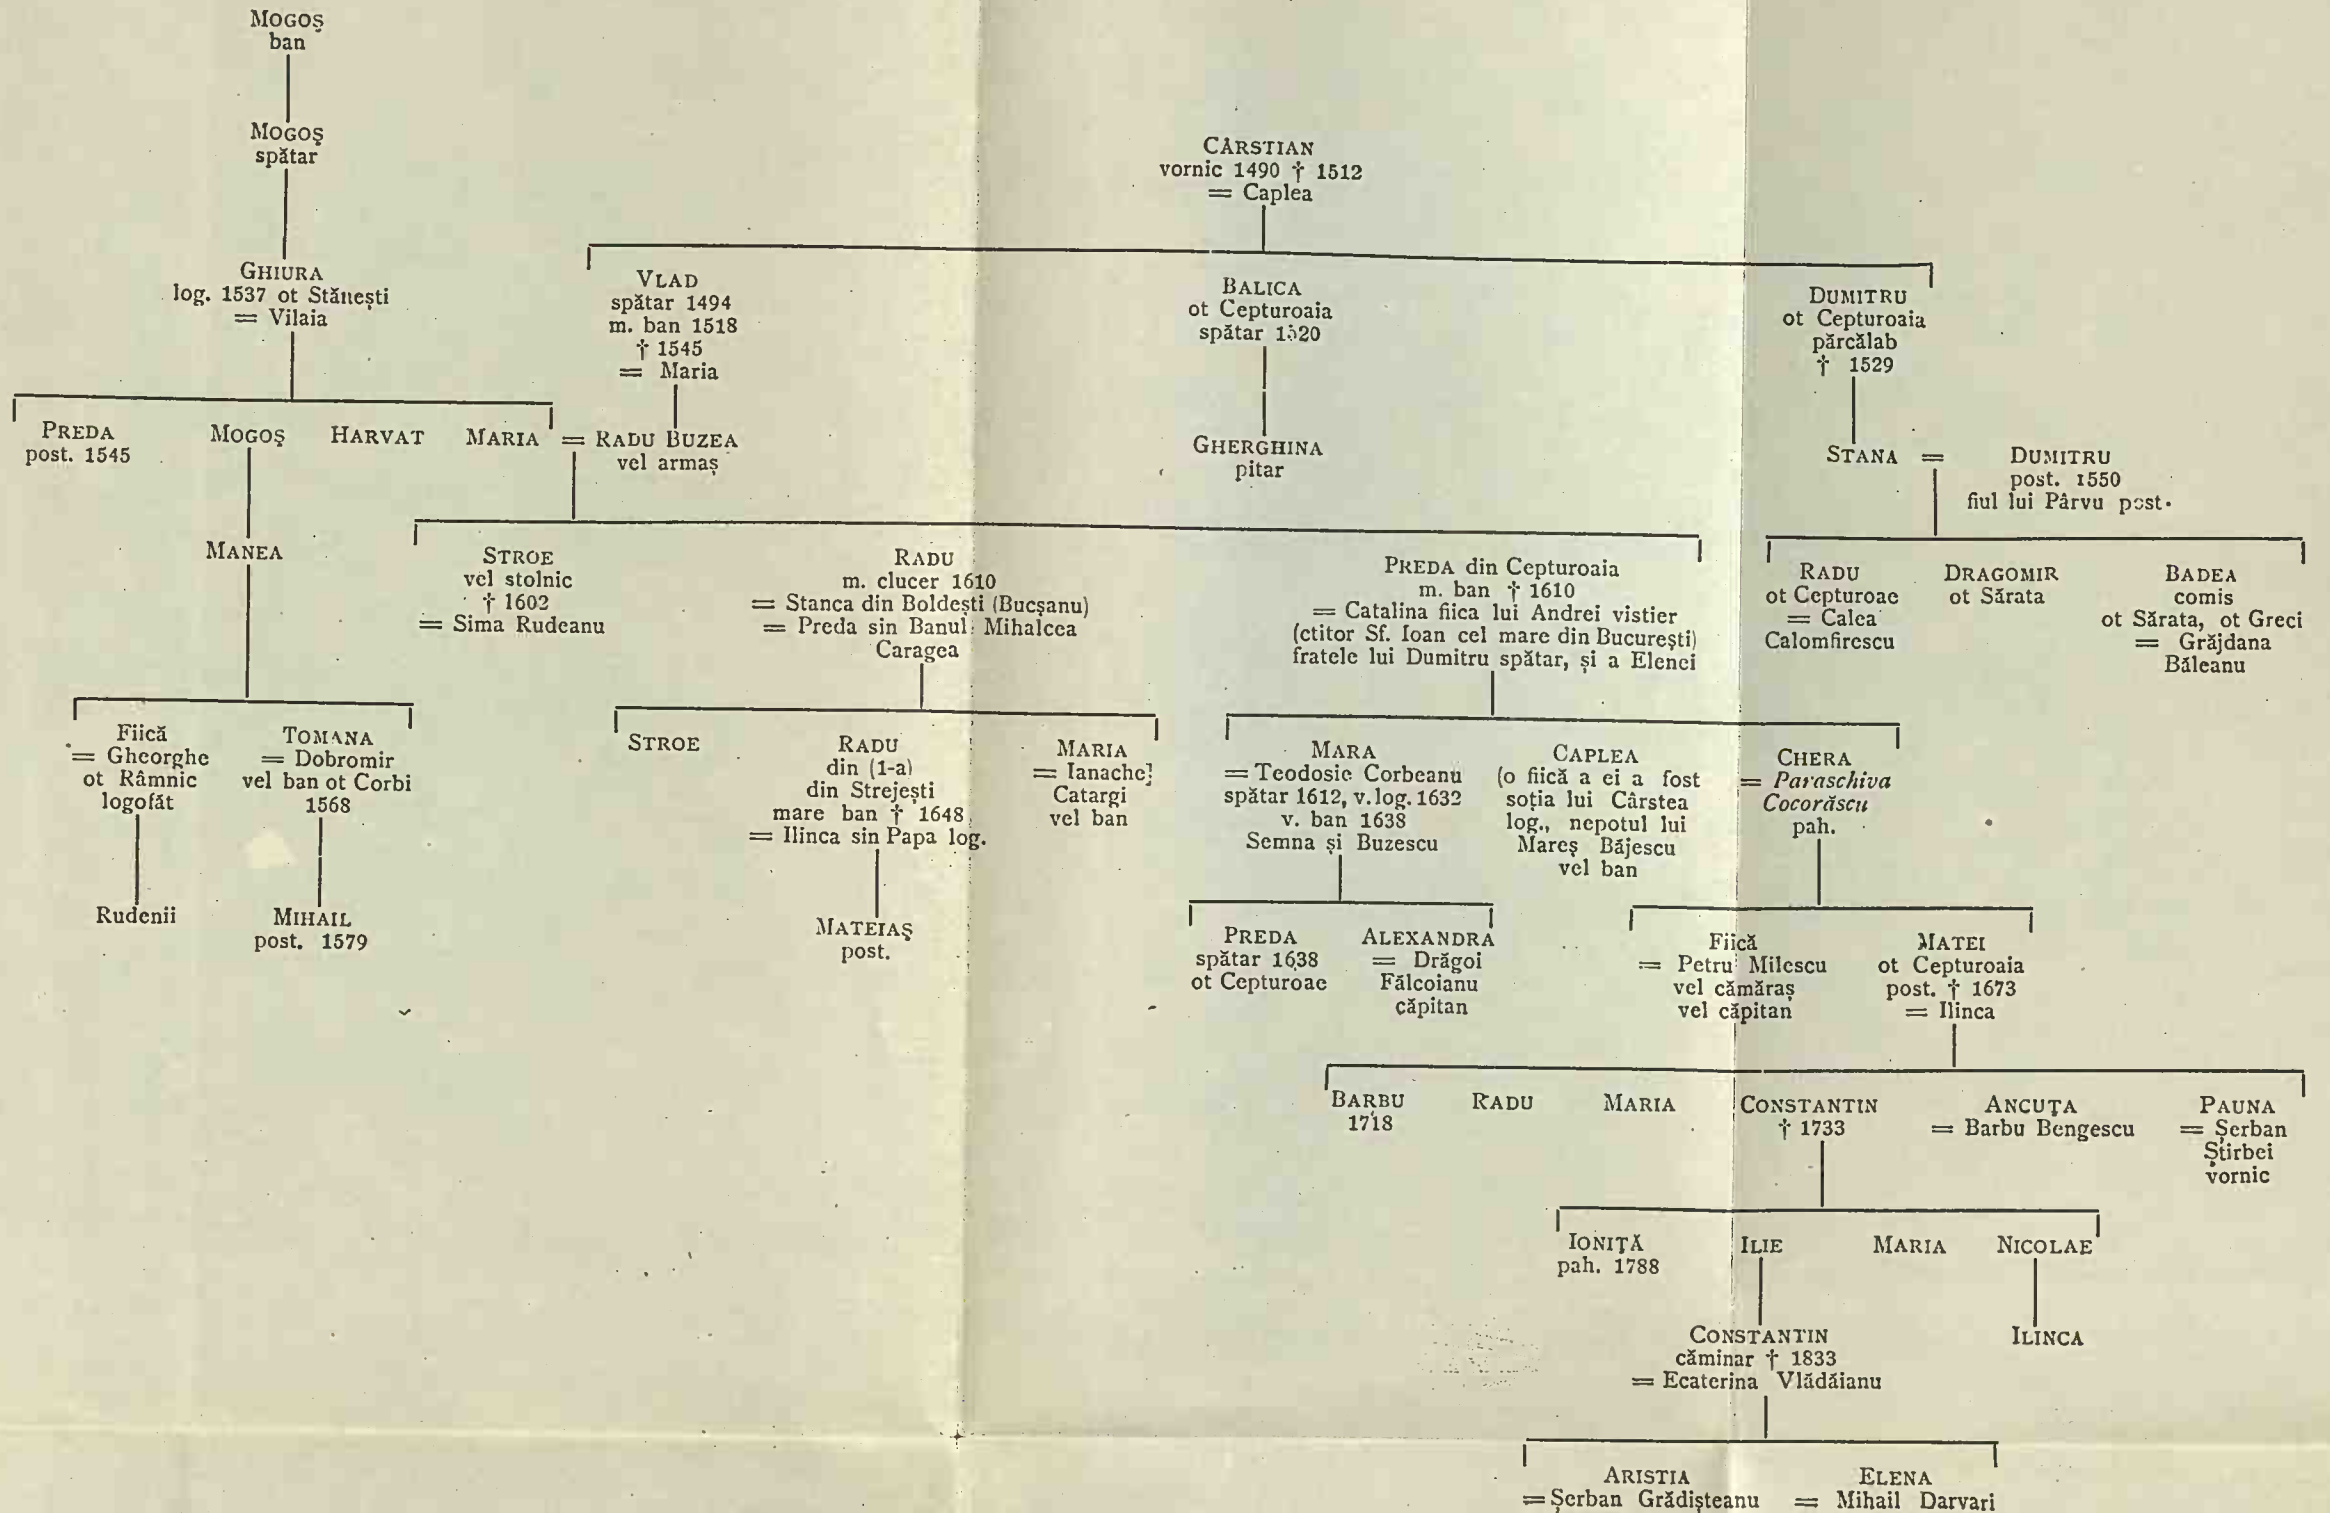 MOGOȘ
ban
MOGOȘ
spătar
GHIURA
log. 1537 ot Stănești
= Vilaia
PREDA
post. 1545
MOGOȘ
HARVAT
MARIA
= RADU BUZEA
vel armaș
MANEA
Fiică
= Gheorghe
ot Râmnic
logofăt
Rudenii
TOMANA
= Dobromir
vel ban ot Corbi
1568
MIHAIL
post. 1579
CÂRSTIAN
vornic 1490 † 1512
= Caplea
VLAD
spătar 1494
m. ban 1518
† 1545
= Maria
BALICA
ot Cepturoaia
spătar 1520
GHERGHINA
pitar
DUMITRU
ot Cepturoaia
părcălab
† 1529
STANA =
DUMITRU
post. 1550
fiul lui Pârvu post.
STROE
vel stolnic
† 1602
= Sima Rudeanu
RADU
m. clucer 1610
= Stanca din Boldești (Bucșanu)
= Preda sin Banul Mihalcea
Caragea
PREDA din Cepturoaia
m. ban † 1610
= Catalina fiica lui Andrei vistier
(ctitor Sf. Ioan cel mare din București)
fratele lui Dumitru spătar, și a Elenei
RADU
ot Cepturoae
= Calea
Calomfirescu
DRAGOMIR
ot Sărata
BADEA
comis
ot Sărata, ot Greci
= Grăjdana
Băleanu
STROE
RADU
din (1-a)
din Strejești
mare ban † 1648
= Ilinca sin Papa log.
MATEIAȘ
post.
MARIA
= Ianache]
Catargi
vel ban
MARA
= Teodosie Corbeanu
spătar 1612, v. log. 1632
v. ban 1638
Semna și Buzescu
CAPLEA
(o fiică a ei a fost
soția lui Cârstea
log., nepotul lui
Mareș Băjescu
vel ban
CHERA
= Paraschiva
Cocorăscu
pah.
PREDA
spătar 1638
ot Cepturoae
ALEXANDRA
= Drăgoi
Fălcoianu
căpitan
Fiică
= Petru Milescu
vel cămăraș
vel căpitan
MATEI
ot Cepturoaia
post. † 1673
= Ilinca
BARBU
1718
RADU
MARIA
CONSTANTIN
† 1733
ANCUȚA
= Barbu Bengescu
PAUNA
= Șerban
Știrbei
vornic
IONIȚĂ
pah. 1788
ILIE
MARIA
NICOLAE
CONSTANTIN
căminar † 1833
= Ecaterina Vlădăianu
ILINCA
ARISTIA
= Șerban Grădișteanu
ELENA
= Mihail Darvari